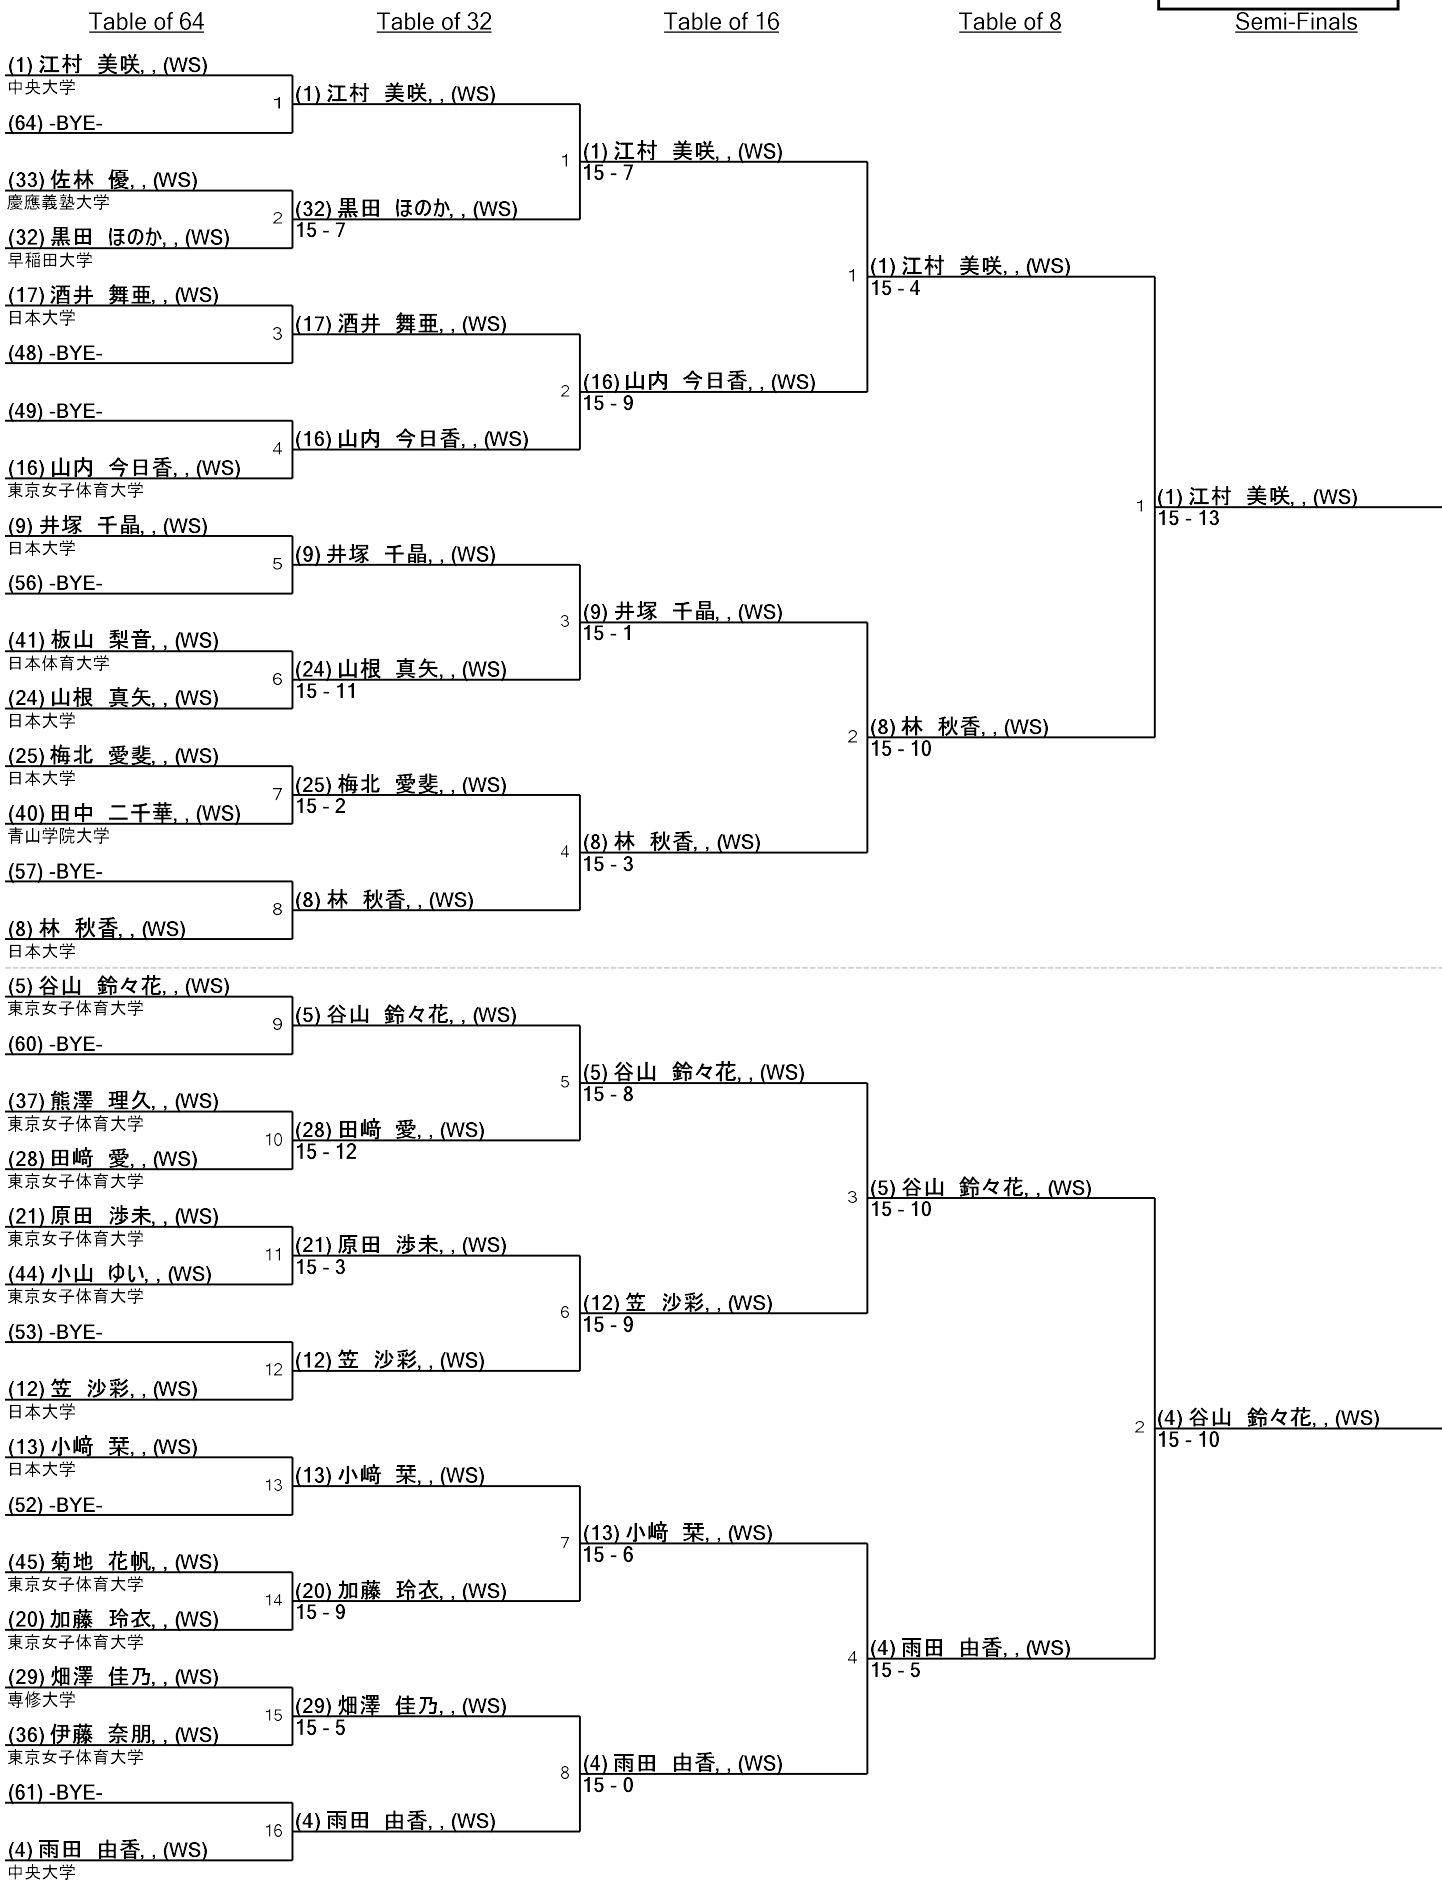 Table of 64
Table of 32
Table of 16
Table of 8
Semi-Finals
(1) 江村　美咲, , (WS)
中央大学
(64) -BYE-
(33) 佐林　優, , (WS)
慶應義塾大学
(32) 黒田　ほのか, , (WS)
早稲田大学
(17) 酒井　舞亜, , (WS)
日本大学
(48) -BYE-
(49) -BYE-
(16) 山内　今日香, , (WS)
東京女子体育大学
(9) 井塚　千晶, , (WS)
日本大学
(56) -BYE-
(41) 板山　梨音, , (WS)
日本体育大学
(24) 山根　真矢, , (WS)
日本大学
(25) 梅北　愛斐, , (WS)
日本大学
(40) 田中　二千華, , (WS)
青山学院大学
(57) -BYE-
(8) 林　秋香, , (WS)
日本大学
(5) 谷山　鈴々花, , (WS)
東京女子体育大学
(60) -BYE-
(37) 熊澤　理久, , (WS)
東京女子体育大学
(28) 田﨑　愛, , (WS)
東京女子体育大学
(21) 原田　渉未, , (WS)
東京女子体育大学
(44) 小山　ゆい, , (WS)
東京女子体育大学
(53) -BYE-
(12) 笠　沙彩, , (WS)
日本大学
(13) 小﨑　栞, , (WS)
日本大学
(52) -BYE-
(45) 菊地　花帆, , (WS)
東京女子体育大学
(20) 加藤　玲衣, , (WS)
東京女子体育大学
(29) 畑澤　佳乃, , (WS)
専修大学
(36) 伊藤　奈朋, , (WS)
東京女子体育大学
(61) -BYE-
(4) 雨田　由香, , (WS)
中央大学
1 (1) 江村　美咲, , (WS)
2 (32) 黒田　ほのか, , (WS)
15 - 7
3 (17) 酒井　舞亜, , (WS)
4 (16) 山内　今日香, , (WS)
5 (9) 井塚　千晶, , (WS)
6 (24) 山根　真矢, , (WS)
15 - 11
7 (25) 梅北　愛斐, , (WS)
15 - 2
8 (8) 林　秋香, , (WS)
9 (5) 谷山　鈴々花, , (WS)
10 (28) 田﨑　愛, , (WS)
15 - 12
11 (21) 原田　渉未, , (WS)
15 - 3
12 (12) 笠　沙彩, , (WS)
13 (13) 小﨑　栞, , (WS)
14 (20) 加藤　玲衣, , (WS)
15 - 9
15 (29) 畑澤　佳乃, , (WS)
15 - 5
16 (4) 雨田　由香, , (WS)
1 (1) 江村　美咲, , (WS)
15 - 7
2 (16) 山内　今日香, , (WS)
15 - 9
3 (9) 井塚　千晶, , (WS)
15 - 1
4 (8) 林　秋香, , (WS)
15 - 3
5 (5) 谷山　鈴々花, , (WS)
15 - 8
6 (12) 笠　沙彩, , (WS)
15 - 9
7 (13) 小﨑　栞, , (WS)
15 - 6
8 (4) 雨田　由香, , (WS)
15 - 0
1 (1) 江村　美咲, , (WS)
15 - 4
2 (8) 林　秋香, , (WS)
15 - 10
3 (5) 谷山　鈴々花, , (WS)
15 - 10
4 (4) 雨田　由香, , (WS)
15 - 5
1 (1) 江村　美咲, , (WS)
15 - 13
2 (4) 谷山　鈴々花, , (WS)
15 - 10